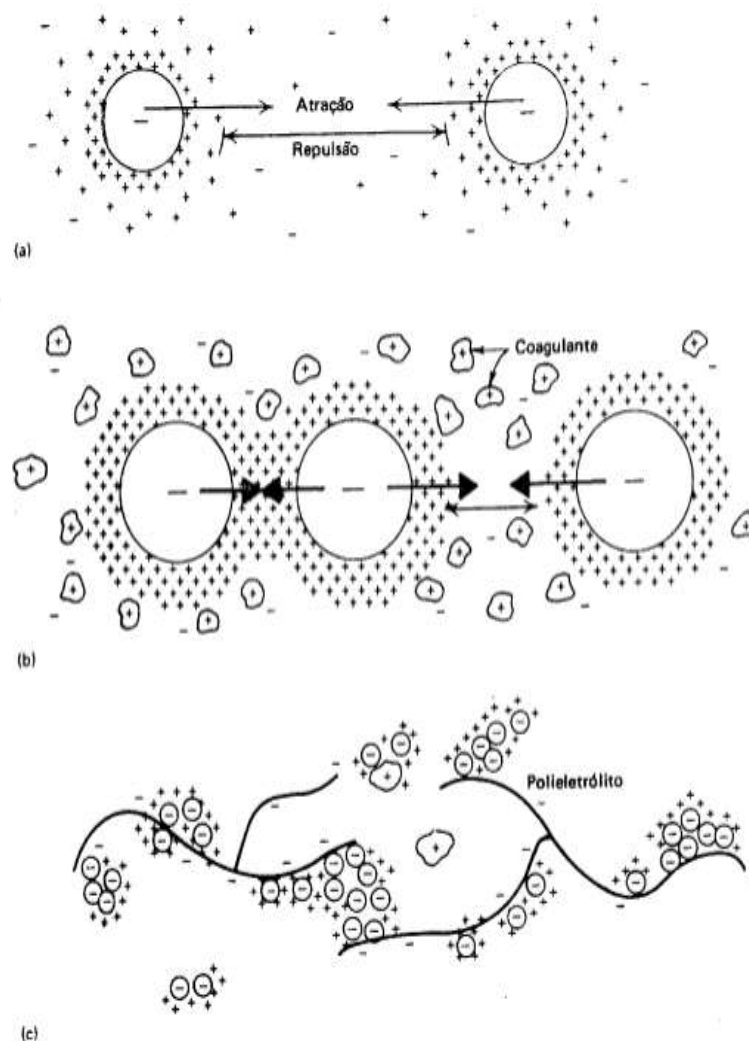 Atração
Repulsão
(a)
Coagulante
(b)
Polieletrólito
(c)